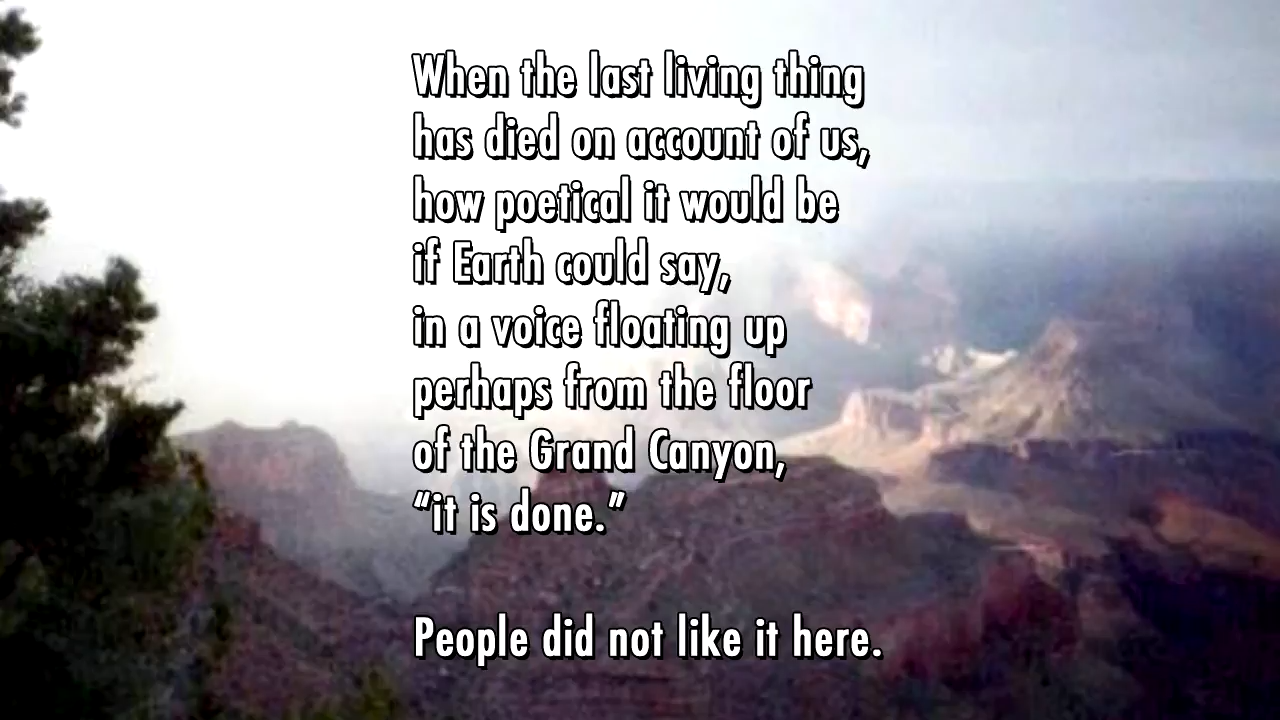 When the last living thing
has died on account of us,
how poetical it would be
if Earth could say,
in a voice floating up
perhaps from the floor
of the Grand Canyon,
“it is done.”
People did not like it here.